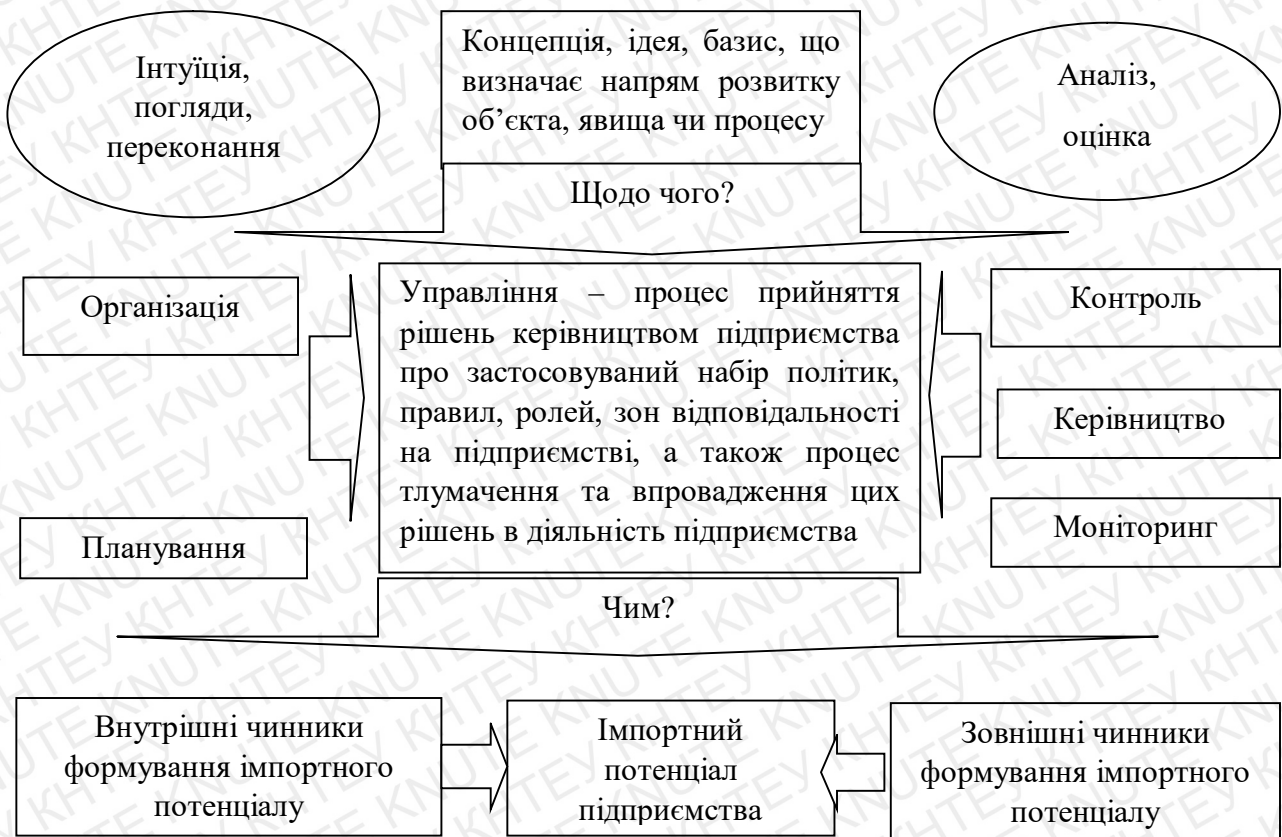 Інтуїція,
погляди,
переконання
Концепція, ідея, базис, що
визначає напрям розвитку
об’єкта, явища чи процесу
Аналіз,
оцінка
Щодо чого?
Організація
Планування
Управління – процес прийняття
рішень керівництвом підприємства
про застосовуваний набір політик,
правил, ролей, зон відповідальності
на підприємстві, а також процес
тлумачення та впровадження цих
рішень в діяльність підприємства
Контроль
Керівництво
Моніторинг
Чим?
Внутрішні чинники
формування імпортного
потенціалу
Імпортний
потенціал
підприємства
Зовнішні чинники
формування імпортного
потенціалу